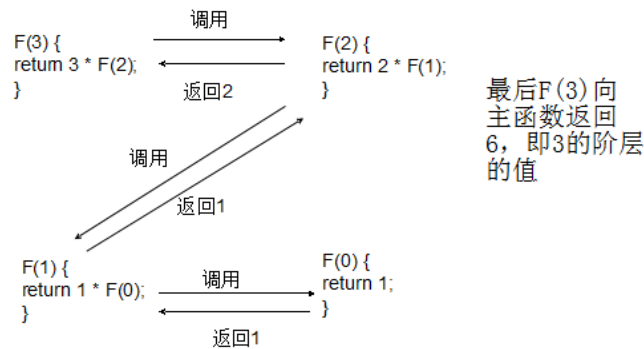 调用
F(3) {
return 3 * F(2);
}
F(2) {
return 2 * F(1);
}
返回2
最后F(3)向
主函数返回
6，即3的阶层
的值
调用
返回1
F(1) {
return 1 * F(0);
}
调用
F(0) {
return 1;
}
返回1